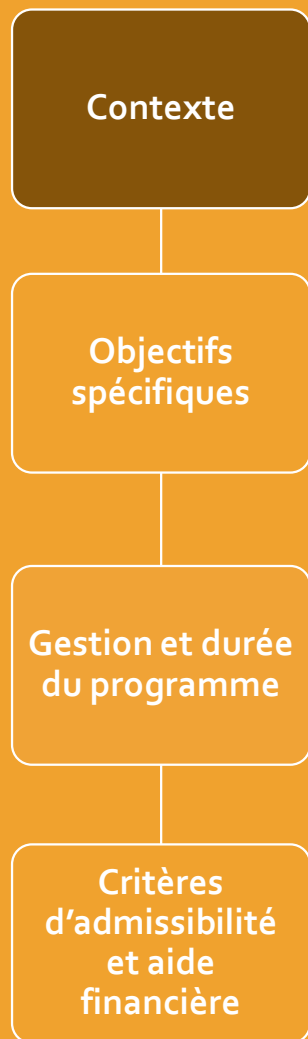 Contexte
Objectifs
spécifiques
Gestion et durée
du programme
Critères
d'admissibilité
et aide
financière